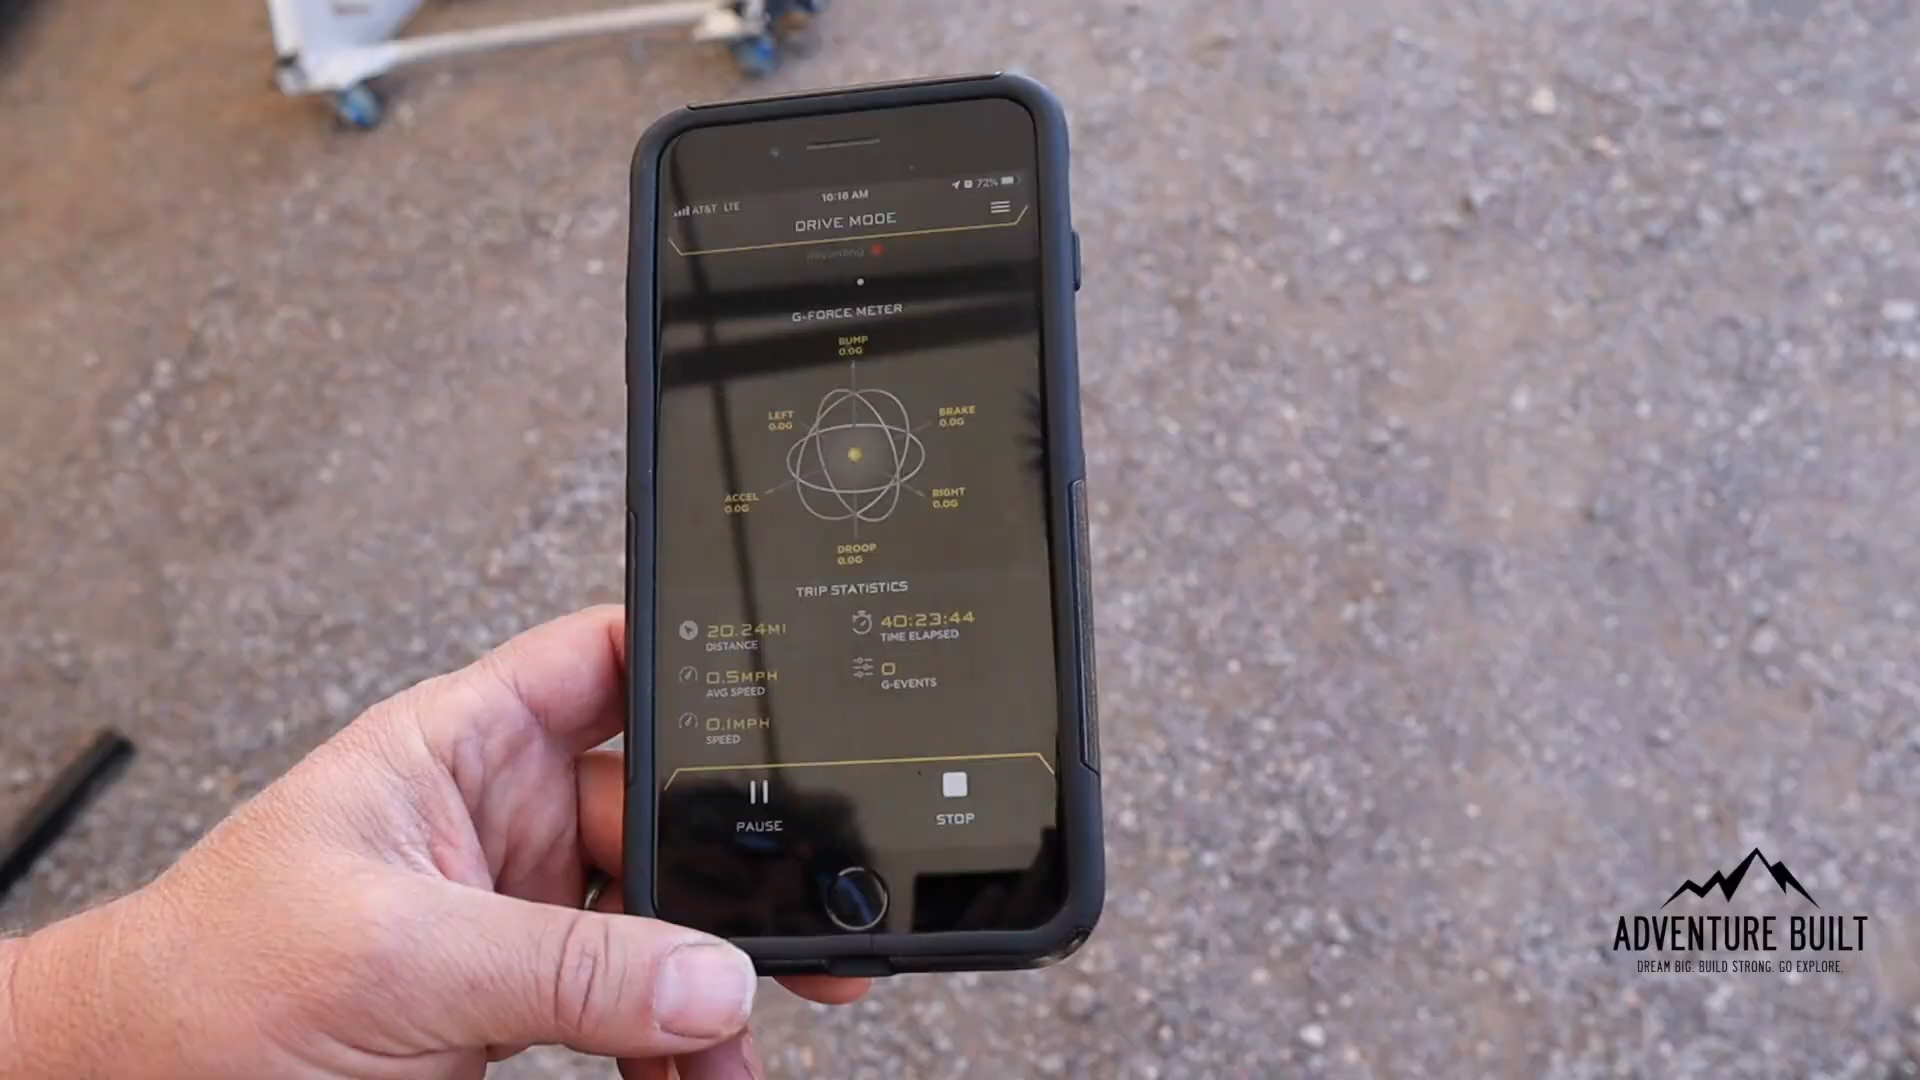 AT&T LTE
10:16 AM
72%
DRIVE MODE
Recording
G-FORCE METER
BUMP
0.0G
LEFT
0.0G
BRAKE
0.0G
ACCEL
0.0G
RIGHT
0.0G
DROOP
0.0G
TRIP STATISTICS
20.24MI
DISTANCE
40:23:44
TIME ELAPSED
0.5MPH
AVG SPEED
0
G-EVENTS
0.1MPH
SPEED
PAUSE
STOP
ADVENTURE BUILT
DREAM BIG. BUILD STRONG. GO EXPLORE.